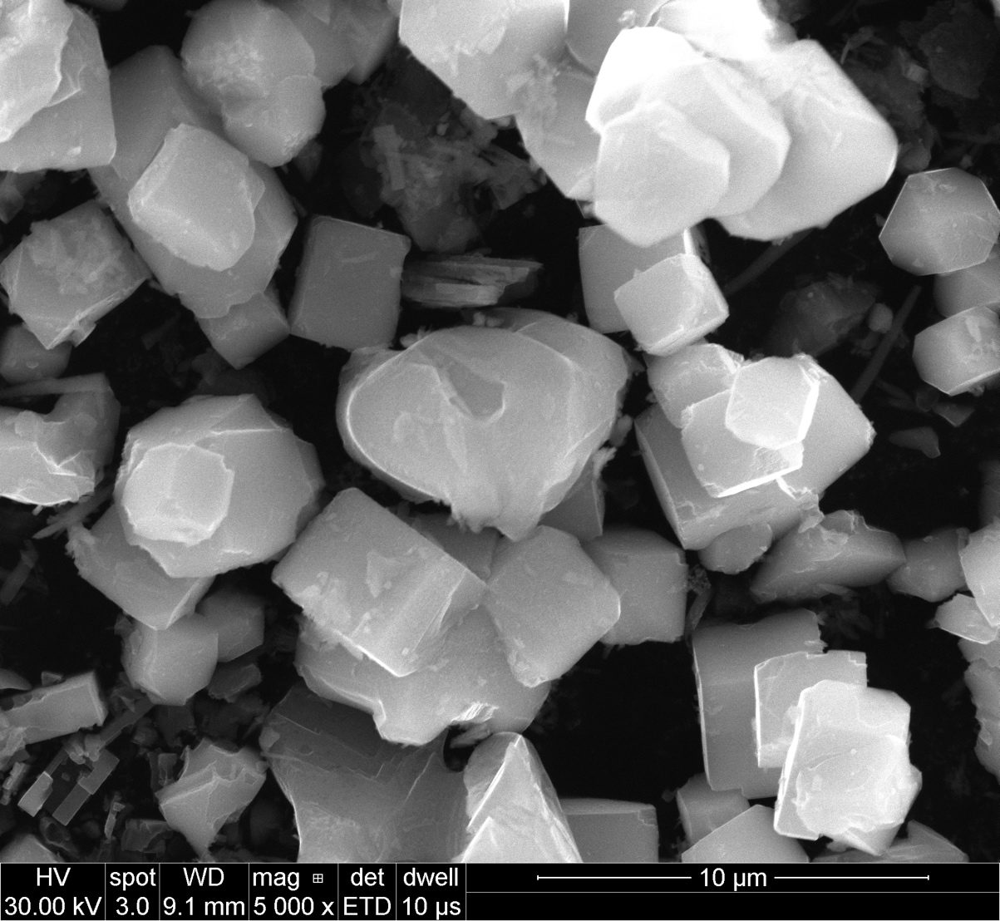 HV spot WD mag ⊞ det dwell
30.00 kV 3.0 9.1 mm 5 000 x ETD 10 µs
10 µm